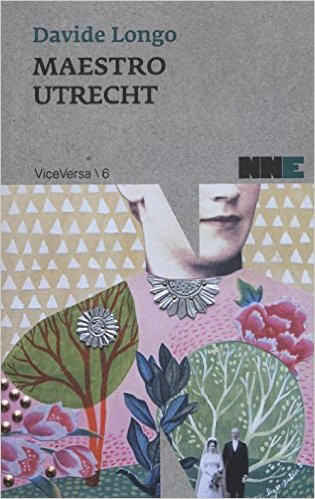 Davide Longo
MAESTRO
UTRECHT
ViceVersa \ 6
NNE